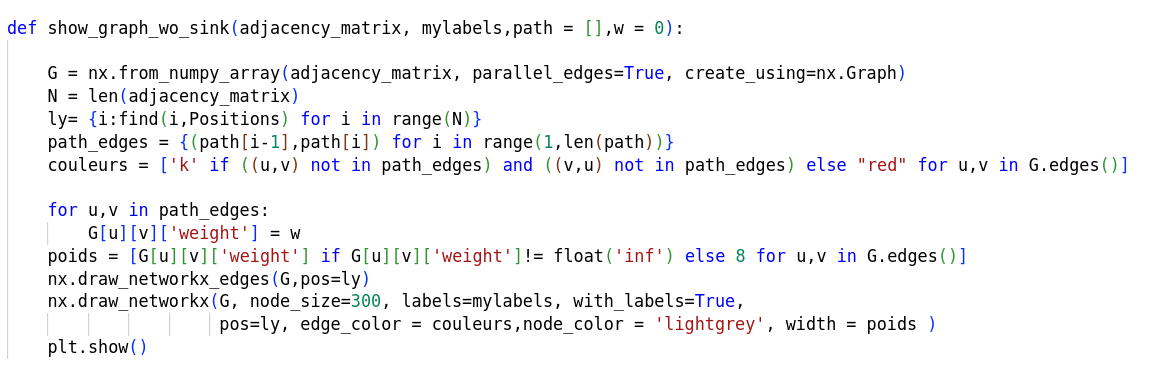 def show_graph_wo_sink(adjacency_matrix, mylabels,path = [],w = 0):
G = nx.from_numpy_array(adjacency_matrix, parallel_edges=True, create_using=nx.Graph)
N = len(adjacency_matrix)
ly= {i:find(i,Positions) for i in range(N)}
path_edges = {(path[i-1],path[i]) for i in range(1,len(path))}
couleurs = ['k' if ((u,v) not in path_edges) and ((v,u) not in path_edges) else "red" for u,v in G.edges()]
for u,v in path_edges:
G[u][v]['weight'] = w
poids = [G[u][v]['weight'] if G[u][v]['weight']!= float('inf') else 8 for u,v in G.edges()]
nx.draw_networkx_edges(G,pos=ly)
nx.draw_networkx(G, node_size=300, labels=mylabels, with_labels=True,
pos=ly, edge_color = couleurs,node_color = 'lightgrey', width = poids )
plt.show()